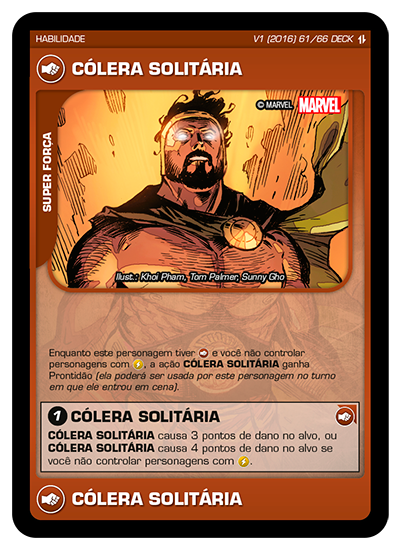 HABILIDADE
V1 (2016) 61/66 DECK
CÓLERA SOLITÁRIA
© MARVEL MARVEL
SUPER FORÇA
Ilust.: Khoi Pham, Tom Palmer, Sunny Gho
Enquanto este personagem tiver e você não controlar
personagens com , a ação CÓLERA SOLITÁRIA ganha
Prontidão (ela poderá ser usada por este personagem no turno
em que ele entrou em cena).
1 CÓLERA SOLITÁRIA
CÓLERA SOLITÁRIA causa 3 pontos de dano no alvo, ou
CÓLERA SOLITÁRIA causa 4 pontos de dano no alvo se
você não controlar personagens com .
CÓLERA SOLITÁRIA